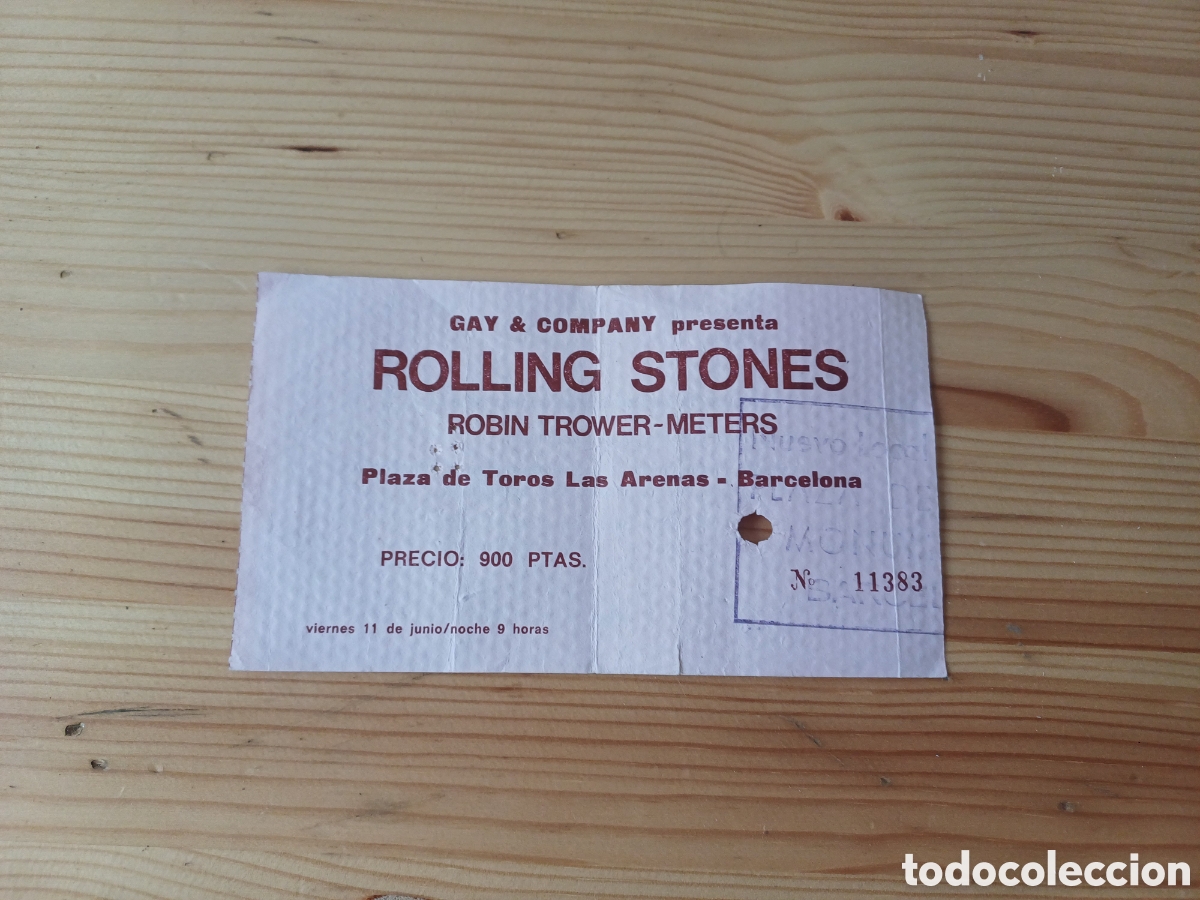 GAY & COMPANY presenta
ROLLING STONES
ROBIN TROWER-METERS
Plaza de Toros Las Arenas - Barcelona
PRECIO: 900 PTAS.
Nº 11383
viernes 11 de junio/noche 9 horas
todocoleccion